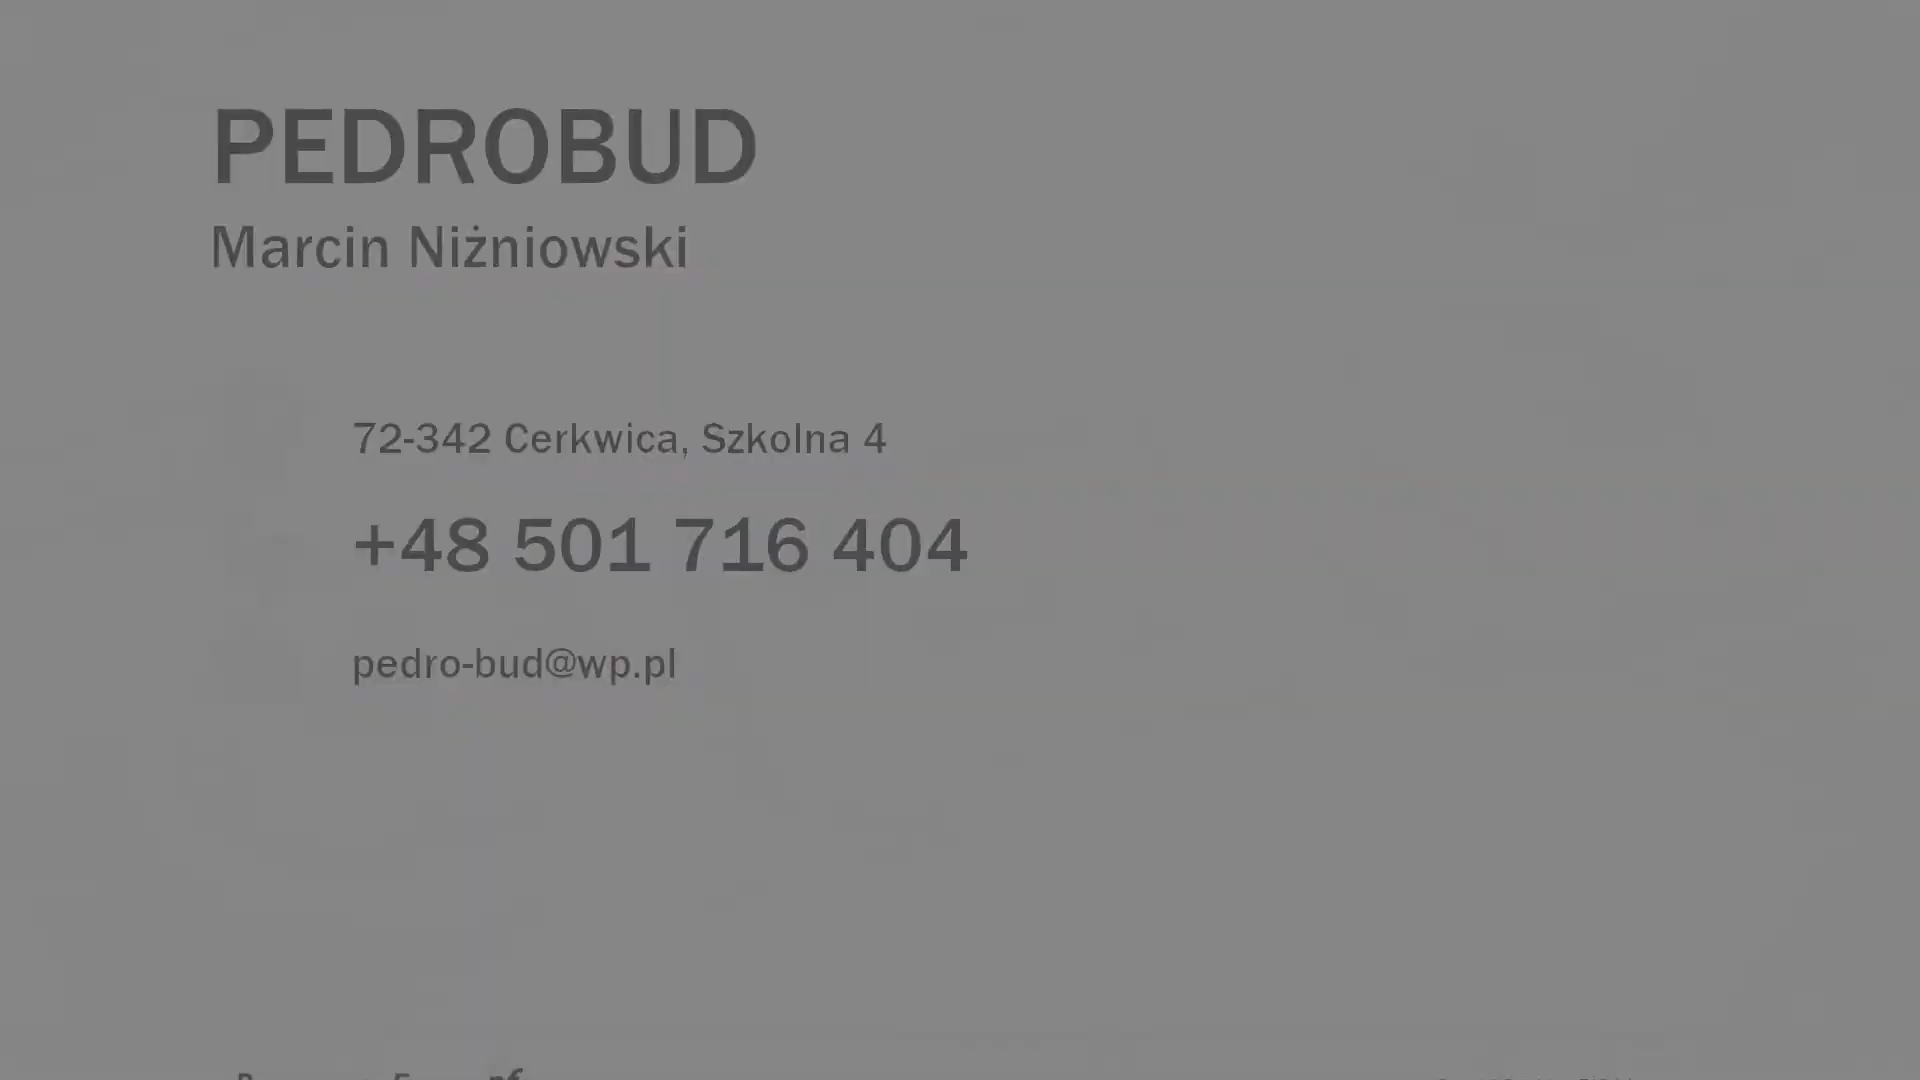 PEDROBUD
Marcin Niżniowski
72-342 Cerkwica, Szkolna 4
+48 501 716 404
pedro-bud@wp.pl